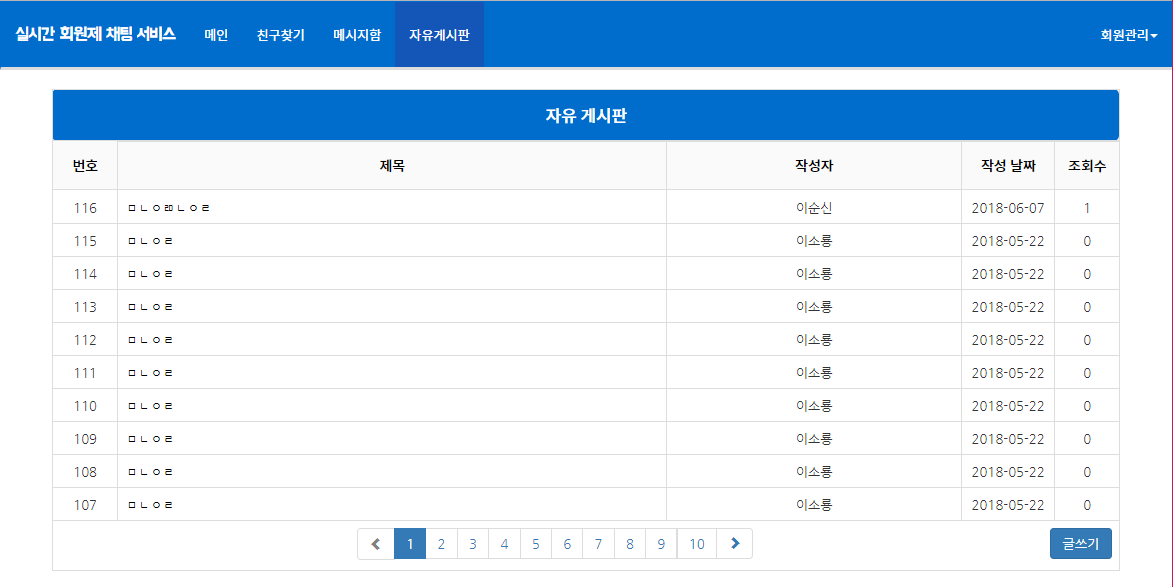 실시간 회원제 채팅 서비스 메인 친구찾기 메시지함 자유게시판 회원관리
자유 게시판
번호 제목 작성자 작성 날짜 조회수
116 ㅁㄴㅇㄻㄴㅇㄹ 이순신 2018-06-07 1
115 ㅁㄴㅇㄹ 이소룡 2018-05-22 0
114 ㅁㄴㅇㄹ 이소룡 2018-05-22 0
113 ㅁㄴㅇㄹ 이소룡 2018-05-22 0
112 ㅁㄴㅇㄹ 이소룡 2018-05-22 0
111 ㅁㄴㅇㄹ 이소룡 2018-05-22 0
110 ㅁㄴㅇㄹ 이소룡 2018-05-22 0
109 ㅁㄴㅇㄹ 이소룡 2018-05-22 0
108 ㅁㄴㅇㄹ 이소룡 2018-05-22 0
107 ㅁㄴㅇㄹ 이소룡 2018-05-22 0
1 2 3 4 5 6 7 8 9 10 글쓰기